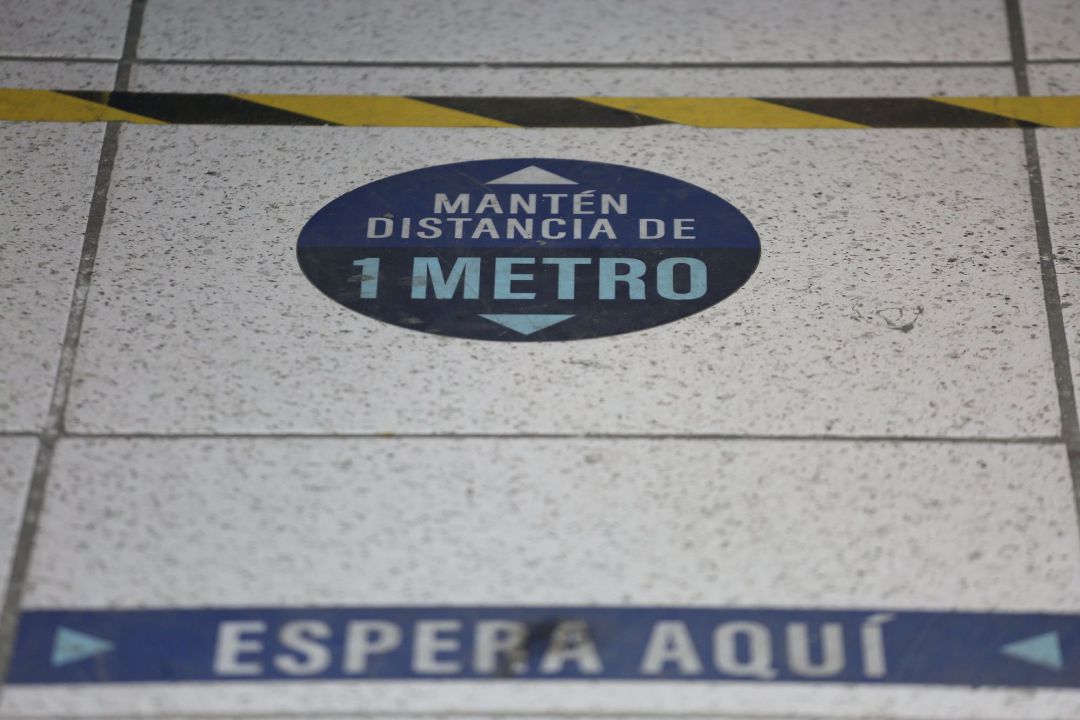 MANTÉN
DISTANCIA DE
1 METRO
ESPERA AQUÍ